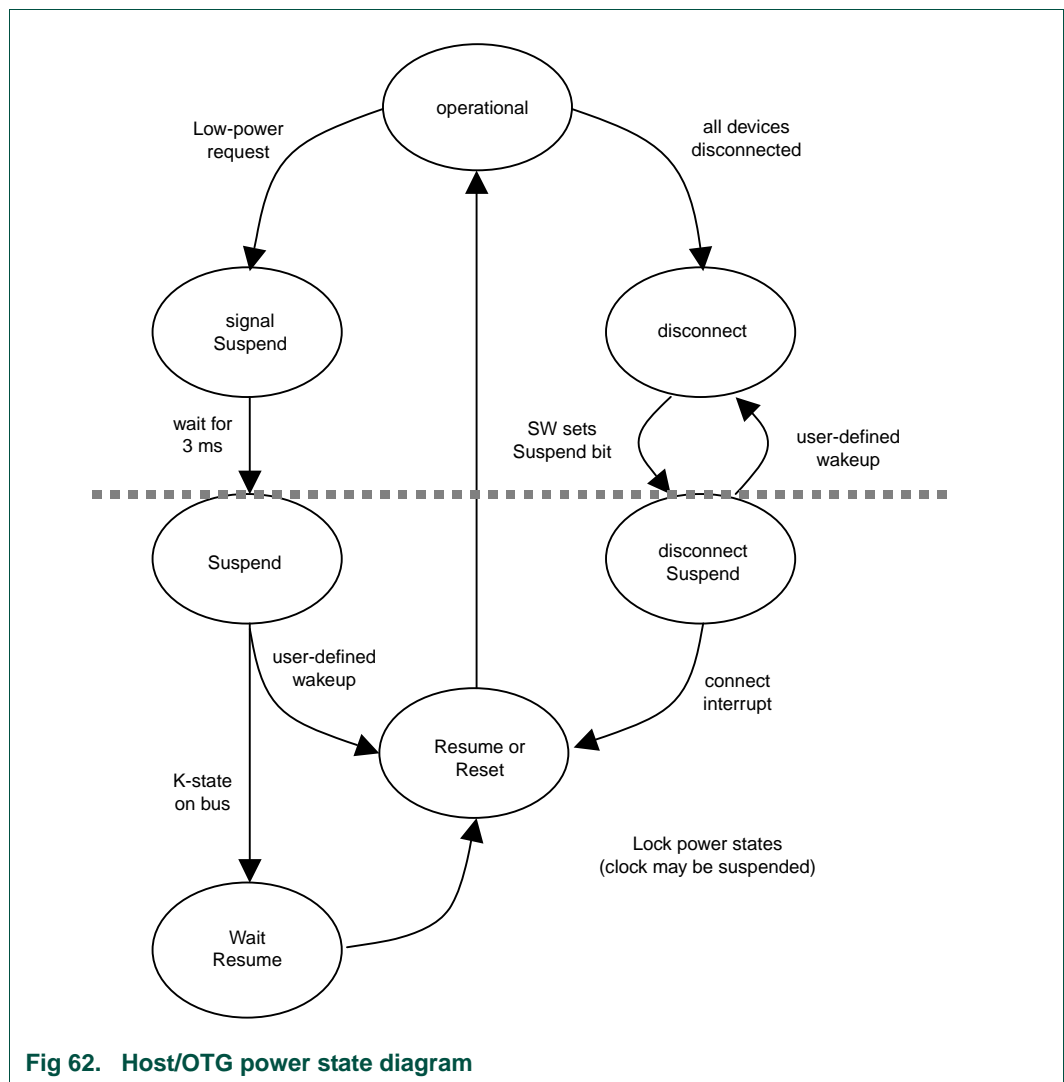 operational
Low-power
request
all devices
disconnected
signal
Suspend
disconnect
wait for
3 ms
SW sets
Suspend bit
user-defined
wakeup
Suspend
disconnect
Suspend
user-defined
wakeup
connect
interrupt
Resume or
Reset
K-state
on bus
Lock power states
(clock may be suspended)
Wait
Resume
Fig 62. Host/OTG power state diagram